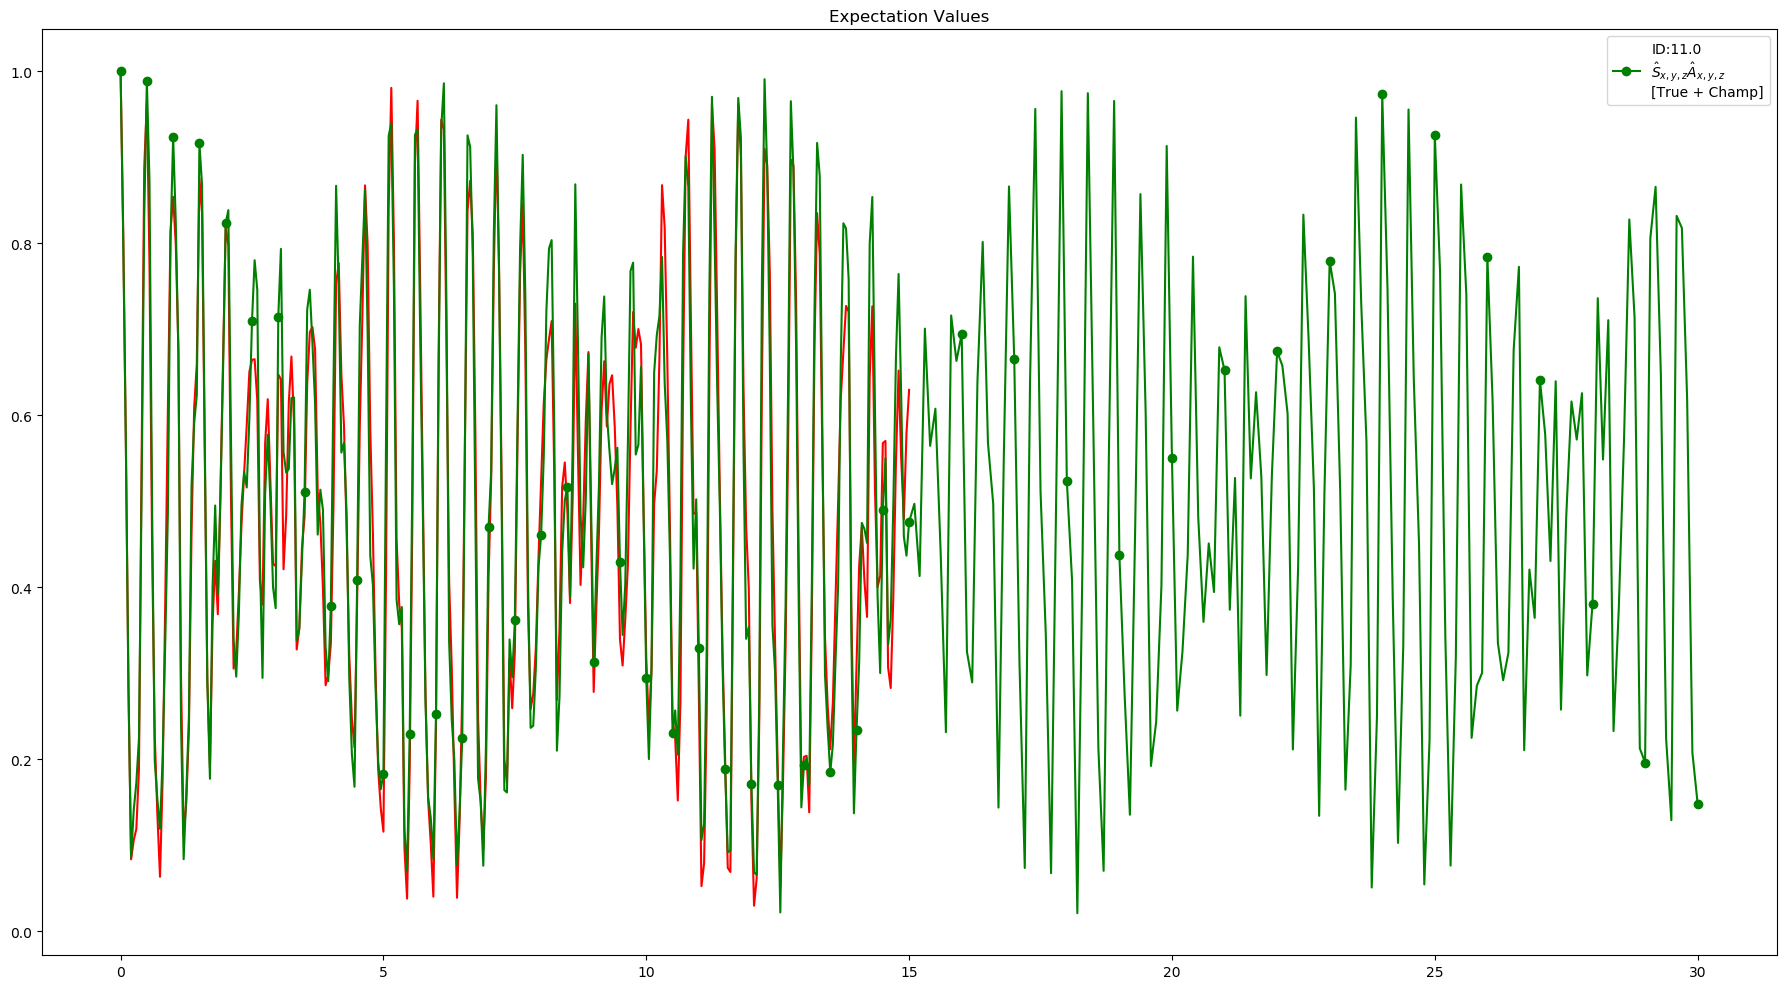 Expectation Values
ID:11.0
$\hat{S}_{x,y,z}\hat{A}_{x,y,z}$
[True + Champ]
1.0
0.8
0.6
0.4
0.2
0.0
0 5 10 15 20 25 30